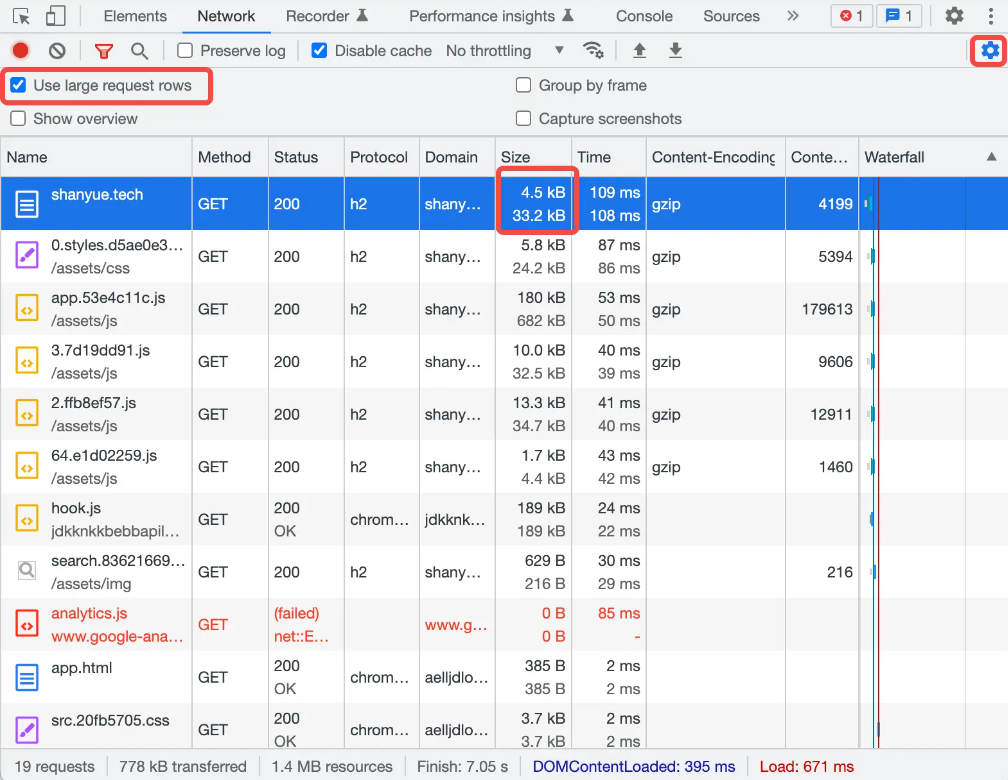 Elements Network Recorder Performance insights Console Sources » 1 1
Preserve log Disable cache No throttling
Use large request rows Group by frame
Show overview Capture screenshots
Name Method Status Protocol Domain Size Time Content-Encoding Conte… Waterfall
shanyue.tech GET 200 h2 shany… 4.5 kB 109 ms gzip 4199
33.2 kB 108 ms
0.styles.d5ae0e3… GET 200 h2 shany… 5.8 kB 87 ms gzip 5394
/assets/css 24.2 kB 86 ms
app.53e4c11c.js GET 200 h2 shany… 180 kB 53 ms gzip 179613
/assets/js 682 kB 50 ms
3.7d19dd91.js GET 200 h2 shany… 10.0 kB 40 ms gzip 9606
/assets/js 32.5 kB 39 ms
2.ffb8ef57.js GET 200 h2 shany… 13.3 kB 41 ms gzip 12911
/assets/js 34.7 kB 40 ms
64.e1d02259.js GET 200 h2 shany… 1.7 kB 43 ms gzip 1460
/assets/js 4.4 kB 42 ms
hook.js GET 200 chrom… jdkknk… 189 kB 24 ms
jdkknkkbebbapil… OK 189 kB 22 ms
search.83621669… GET 200 h2 shany… 629 B 30 ms 216
/assets/img 216 B 29 ms
analytics.js GET (failed) www.g… 0 B 85 ms
www.google-ana… net::E… 0 B -
app.html GET 200 chrom… aelljdlo… 385 B 2 ms
OK 385 B 2 ms
src.20fb5705.css GET 200 chrom… aelljdlo… 3.7 kB 2 ms
OK 3.7 kB 2 ms
19 requests 778 kB transferred 1.4 MB resources Finish: 7.05 s DOMContentLoaded: 395 ms Load: 671 ms